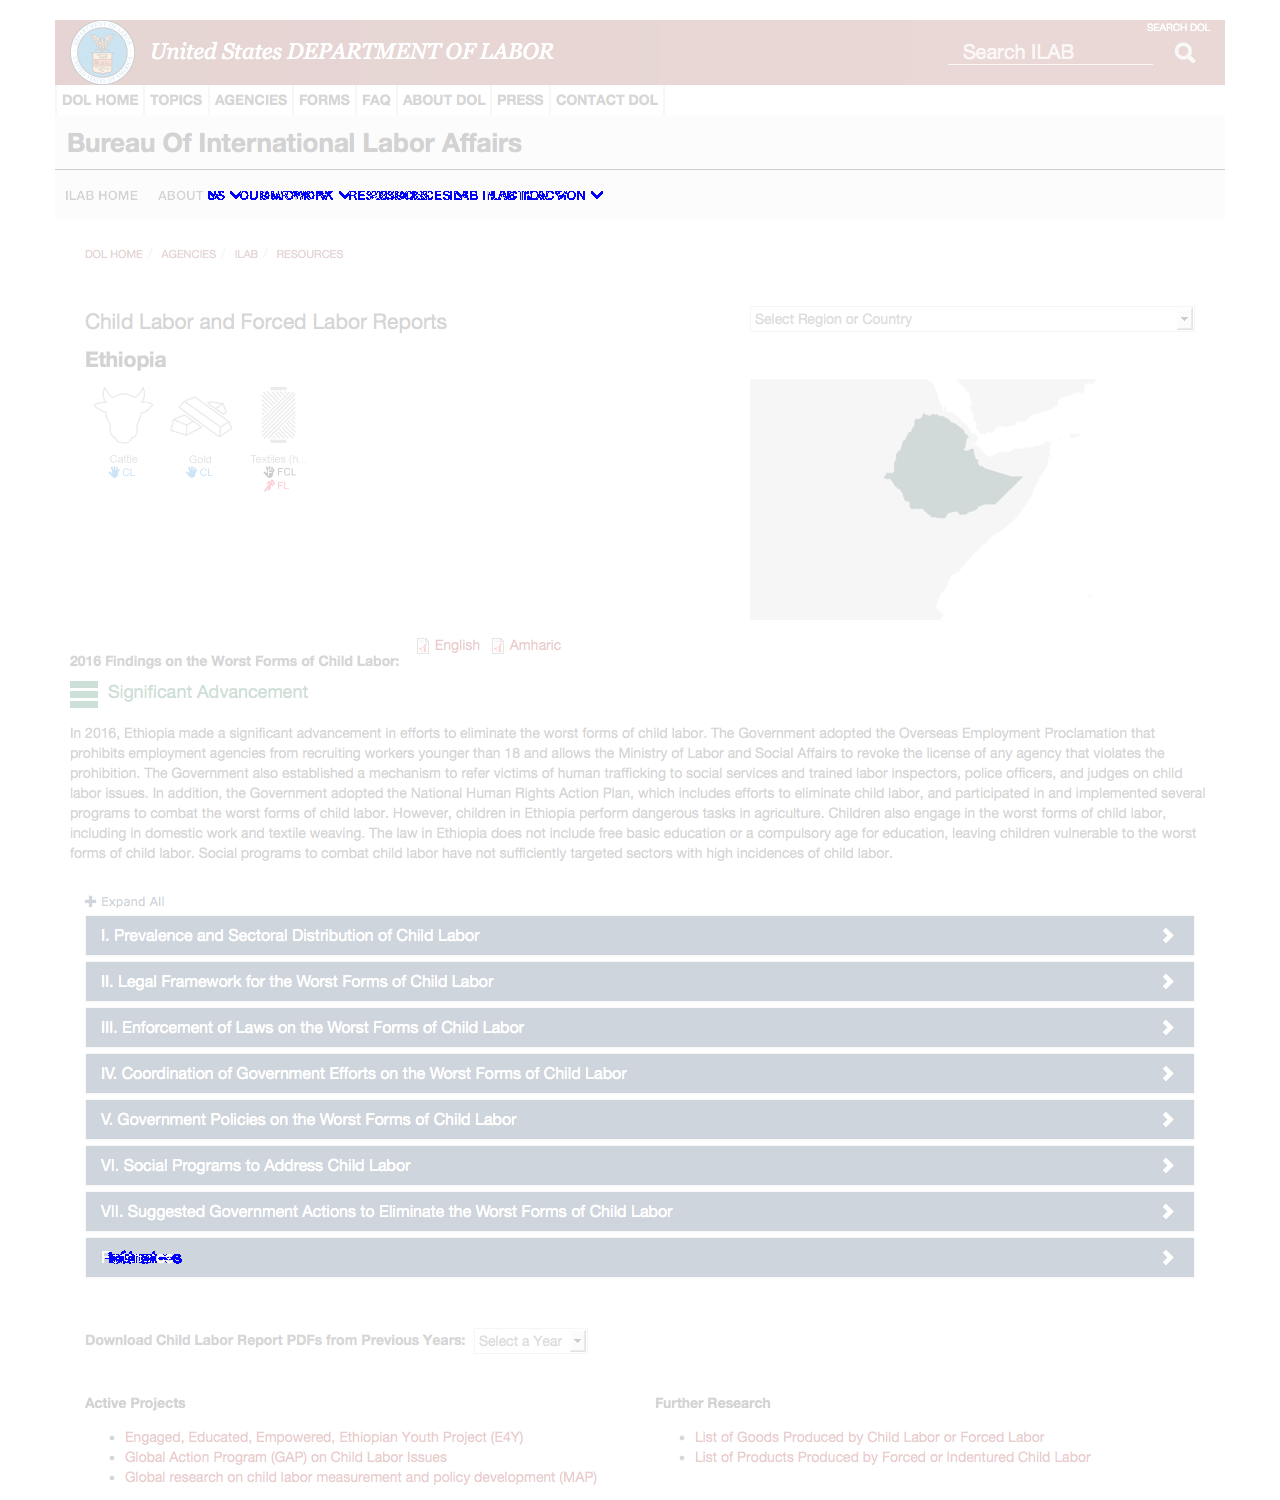 SEARCH DOL
United States DEPARTMENT OF LABOR
Search ILAB
DOL HOME TOPICS AGENCIES FORMS FAQ ABOUT DOL PRESS CONTACT DOL
Bureau Of International Labor Affairs
ILAB HOME ABOUT
DOL HOME / AGENCIES / ILAB / RESOURCES
Child Labor and Forced Labor Reports
Select Region or Country
Ethiopia
Cattle Gold Textiles (h...
CL CL FCL
FL
English Amharic
2016 Findings on the Worst Forms of Child Labor:
Significant Advancement
In 2016, Ethiopia made a significant advancement in efforts to eliminate the worst forms of child labor. The Government adopted the Overseas Employment Proclamation that
prohibits employment agencies from recruiting workers younger than 18 and allows the Ministry of Labor and Social Affairs to revoke the license of any agency that violates the
prohibition. The Government also established a mechanism to refer victims of human trafficking to social services and trained labor inspectors, police officers, and judges on child
labor issues. In addition, the Government adopted the National Human Rights Action Plan, which includes efforts to eliminate child labor, and participated in and implemented several
programs to combat the worst forms of child labor. However, children in Ethiopia perform dangerous tasks in agriculture. Children also engage in the worst forms of child labor,
including in domestic work and textile weaving. The law in Ethiopia does not include free basic education or a compulsory age for education, leaving children vulnerable to the worst
forms of child labor. Social programs to combat child labor have not sufficiently targeted sectors with high incidences of child labor.
Expand All
I. Prevalence and Sectoral Distribution of Child Labor
II. Legal Framework for the Worst Forms of Child Labor
III. Enforcement of Laws on the Worst Forms of Child Labor
IV. Coordination of Government Efforts on the Worst Forms of Child Labor
V. Government Policies on the Worst Forms of Child Labor
VI. Social Programs to Address Child Labor
VII. Suggested Government Actions to Eliminate the Worst Forms of Child Labor
Download Child Labor Report PDFs from Previous Years: Select a Year
Active Projects
Engaged, Educated, Empowered, Ethiopian Youth Project (E4Y)
Global Action Program (GAP) on Child Labor Issues
Global research on child labor measurement and policy development (MAP)
Further Research
List of Goods Produced by Child Labor or Forced Labor
List of Products Produced by Forced or Indentured Child Labor